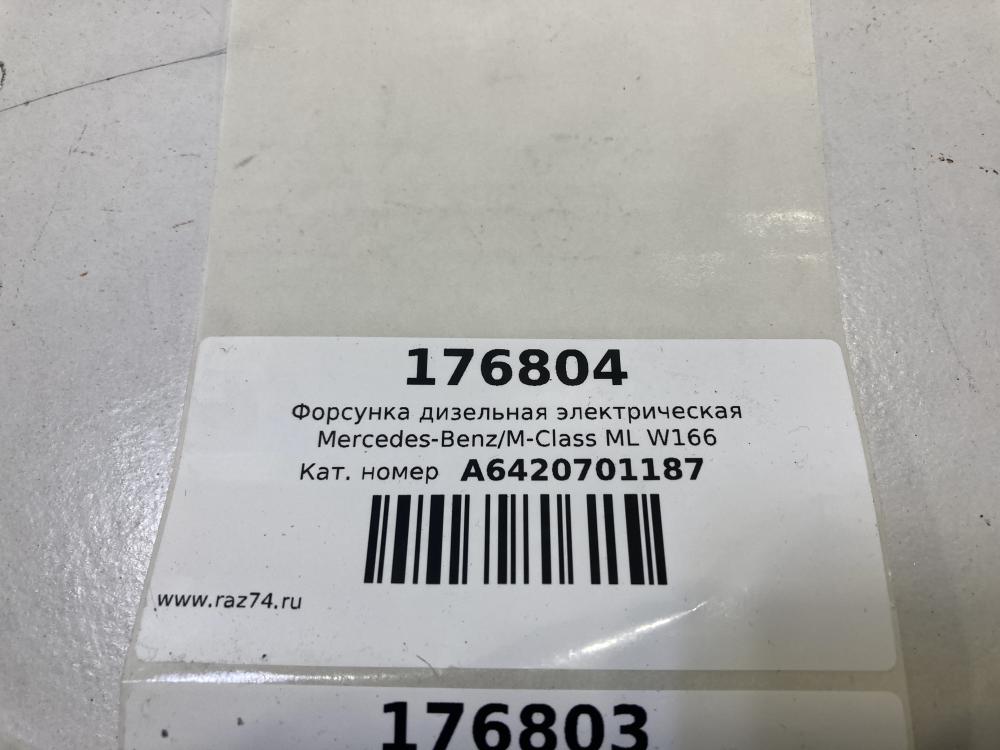 176804
Форсунка дизельная электрическая
Mercedes-Benz/M-Class ML W166
Кат. номер A6420701187
www.raz74.ru
176803